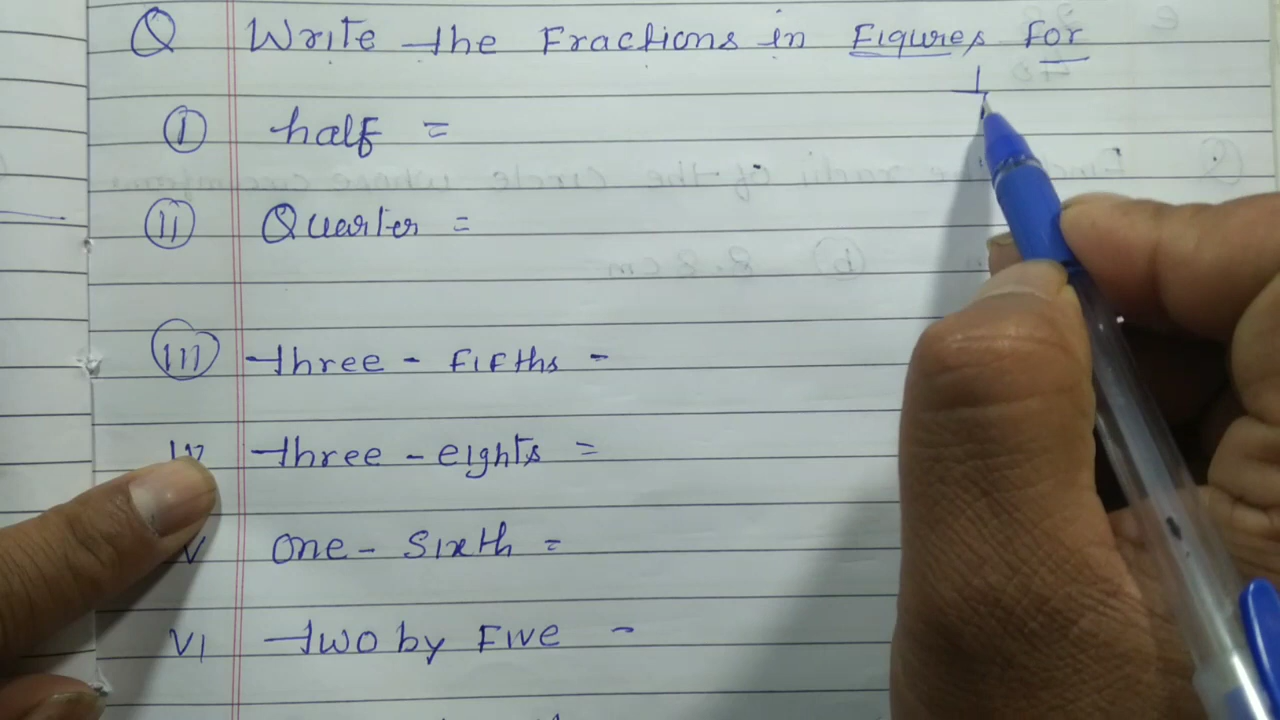 Q Write the Fractions in Figures for
1
I half =
II Quarter =
III three - fifths -
IV three - eights =
V One - Sixth =
VI two by Five -